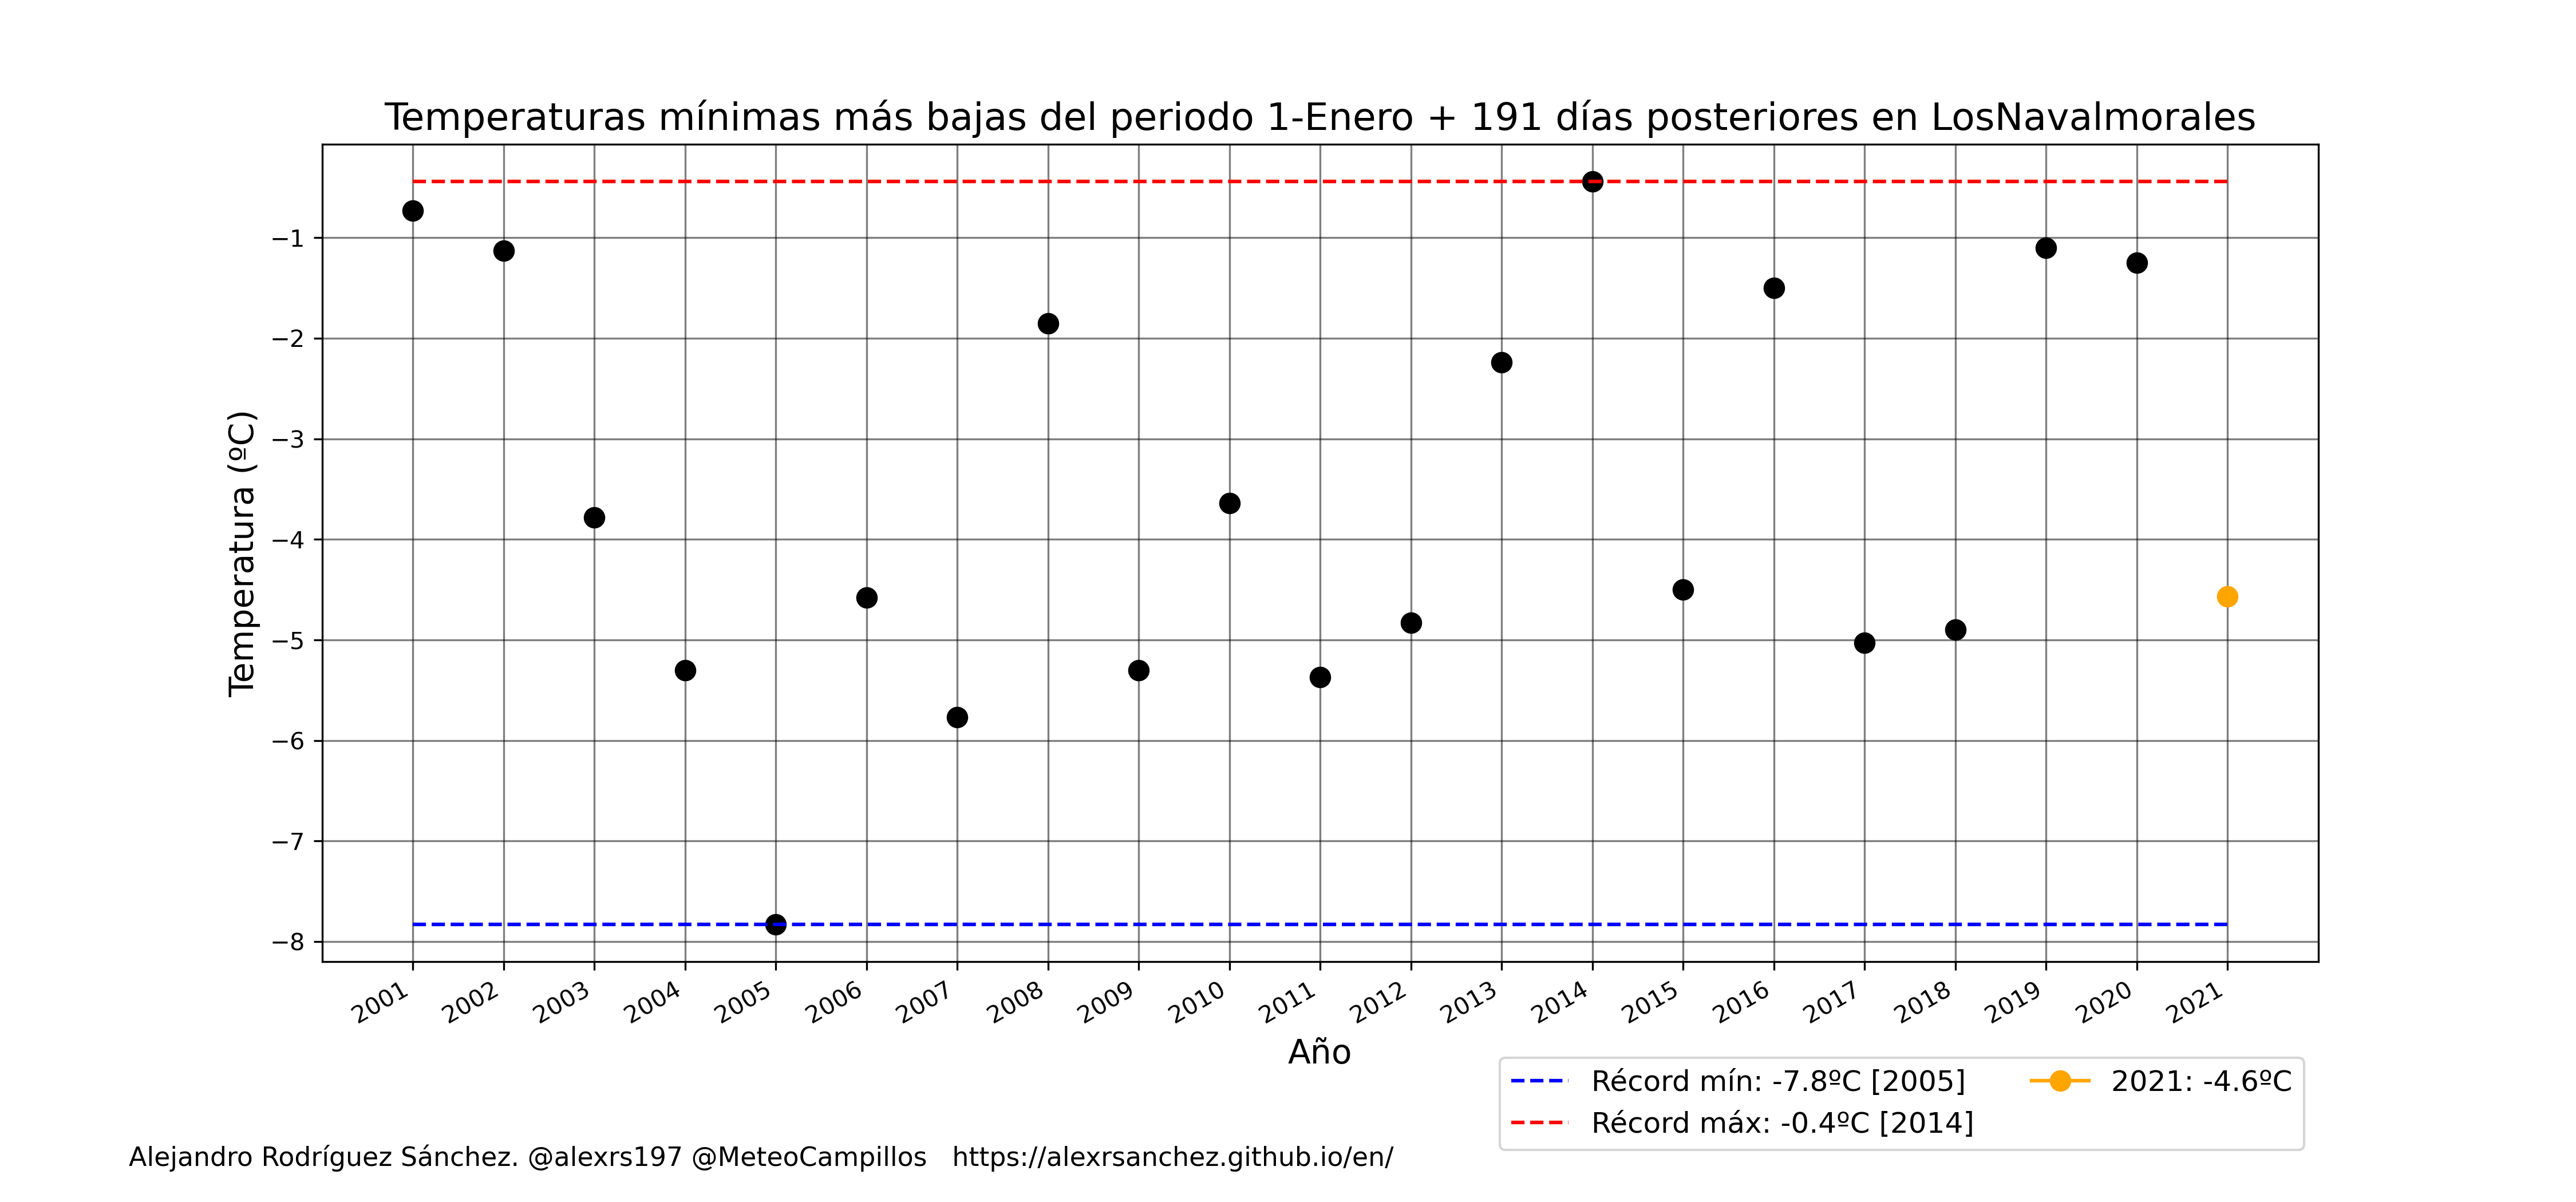 Temperaturas mínimas más bajas del periodo 1-Enero + 191 días posteriores en LosNavalmorales
Temperatura (ºC)
−1
−2
−3
−4
−5
−6
−7
−8
2001 2002 2003 2004 2005 2006 2007 2008 2009 2010 2011 2012 2013 2014 2015 2016 2017 2018 2019 2020 2021
Año
Récord mín: -7.8ºC [2005] 2021: -4.6ºC
Récord máx: -0.4ºC [2014]
Alejandro Rodríguez Sánchez. @alexrs197 @MeteoCampillos https://alexrsanchez.github.io/en/